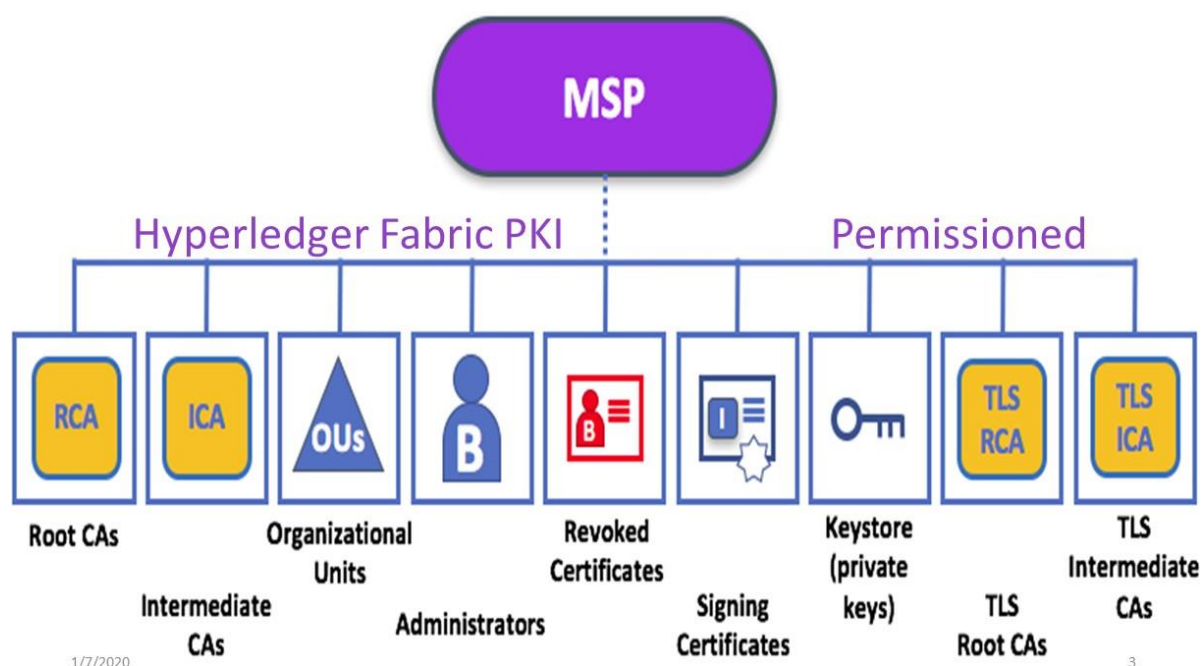 MSP
Hyperledger Fabric PKI
Permissioned
RCA
ICA
OUs
B
B
I
TLS
RCA
TLS
ICA
Root CAs
Intermediate
CAs
Organizational
Units
Administrators
Revoked
Certificates
Signing
Certificates
Keystore
(private
keys)
TLS
Root CAs
TLS
Intermediate
CAs
1/7/2020
3